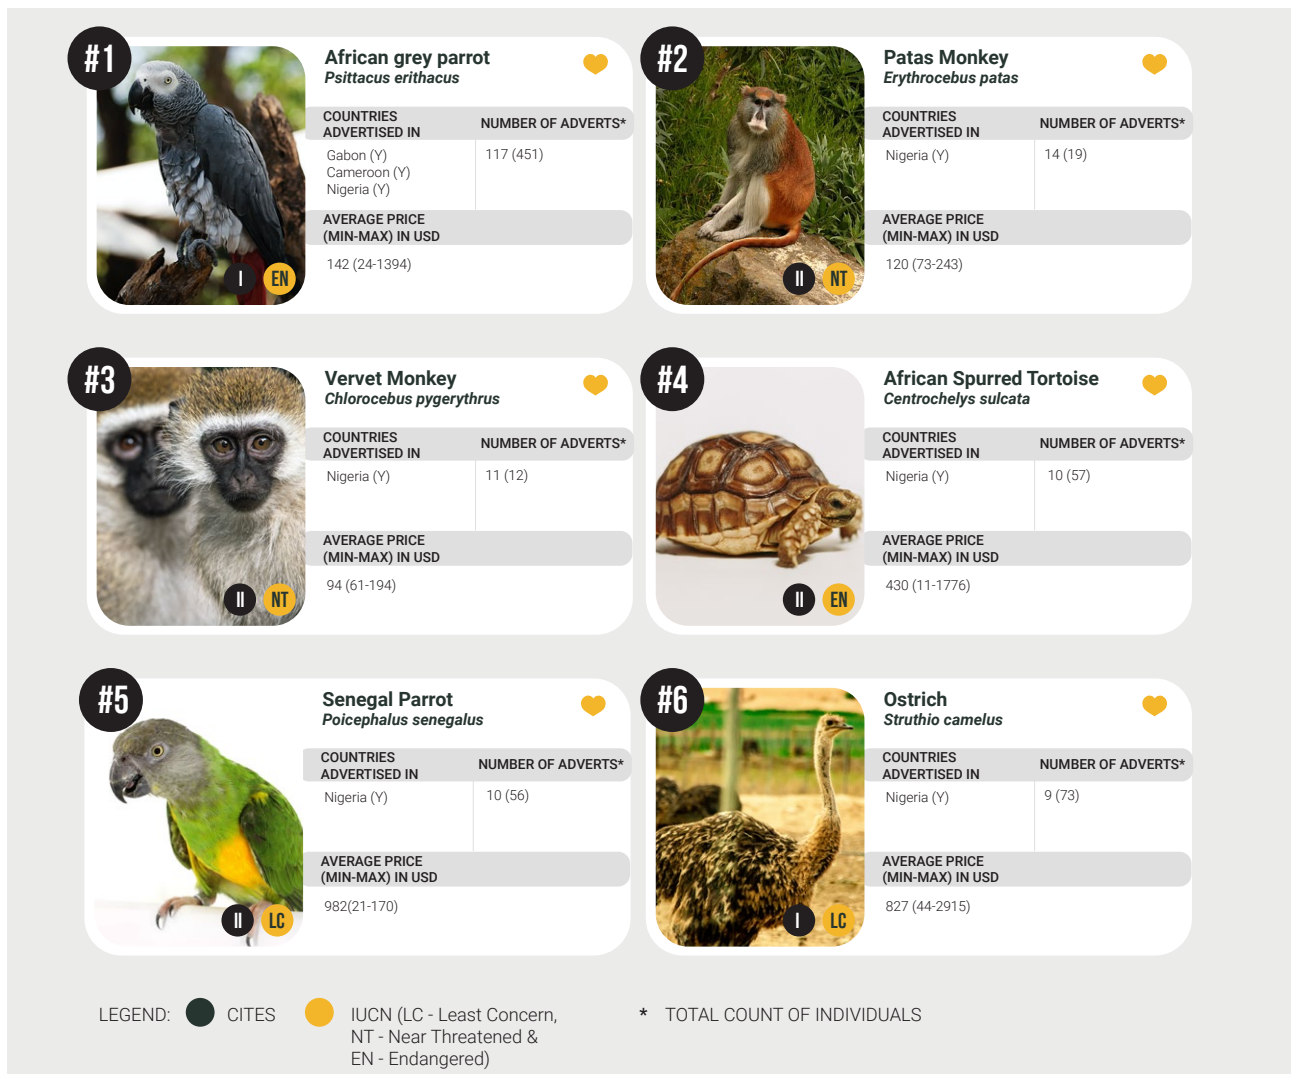 #1
African grey parrot
Psittacus erithacus
COUNTRIES
ADVERTISED IN
NUMBER OF ADVERTS*
Gabon (Y)
Cameroon (Y)
Nigeria (Y)
117 (451)
AVERAGE PRICE
(MIN-MAX) IN USD
142 (24-1394)
I
EN
#2
Patas Monkey
Erythrocebus patas
COUNTRIES
ADVERTISED IN
NUMBER OF ADVERTS*
Nigeria (Y)
14 (19)
AVERAGE PRICE
(MIN-MAX) IN USD
120 (73-243)
II
NT
#3
Vervet Monkey
Chlorocebus pygerythrus
COUNTRIES
ADVERTISED IN
NUMBER OF ADVERTS*
Nigeria (Y)
11 (12)
AVERAGE PRICE
(MIN-MAX) IN USD
94 (61-194)
II
NT
#4
African Spurred Tortoise
Centrochelys sulcata
COUNTRIES
ADVERTISED IN
NUMBER OF ADVERTS*
Nigeria (Y)
10 (57)
AVERAGE PRICE
(MIN-MAX) IN USD
430 (11-1776)
II
EN
#5
Senegal Parrot
Poicephalus senegalus
COUNTRIES
ADVERTISED IN
NUMBER OF ADVERTS*
Nigeria (Y)
10 (56)
AVERAGE PRICE
(MIN-MAX) IN USD
982(21-170)
II
LC
#6
Ostrich
Struthio camelus
COUNTRIES
ADVERTISED IN
NUMBER OF ADVERTS*
Nigeria (Y)
9 (73)
AVERAGE PRICE
(MIN-MAX) IN USD
827 (44-2915)
I
LC
LEGEND:
CITES
IUCN (LC - Least Concern,
NT - Near Threatened &
EN - Endangered)
* TOTAL COUNT OF INDIVIDUALS